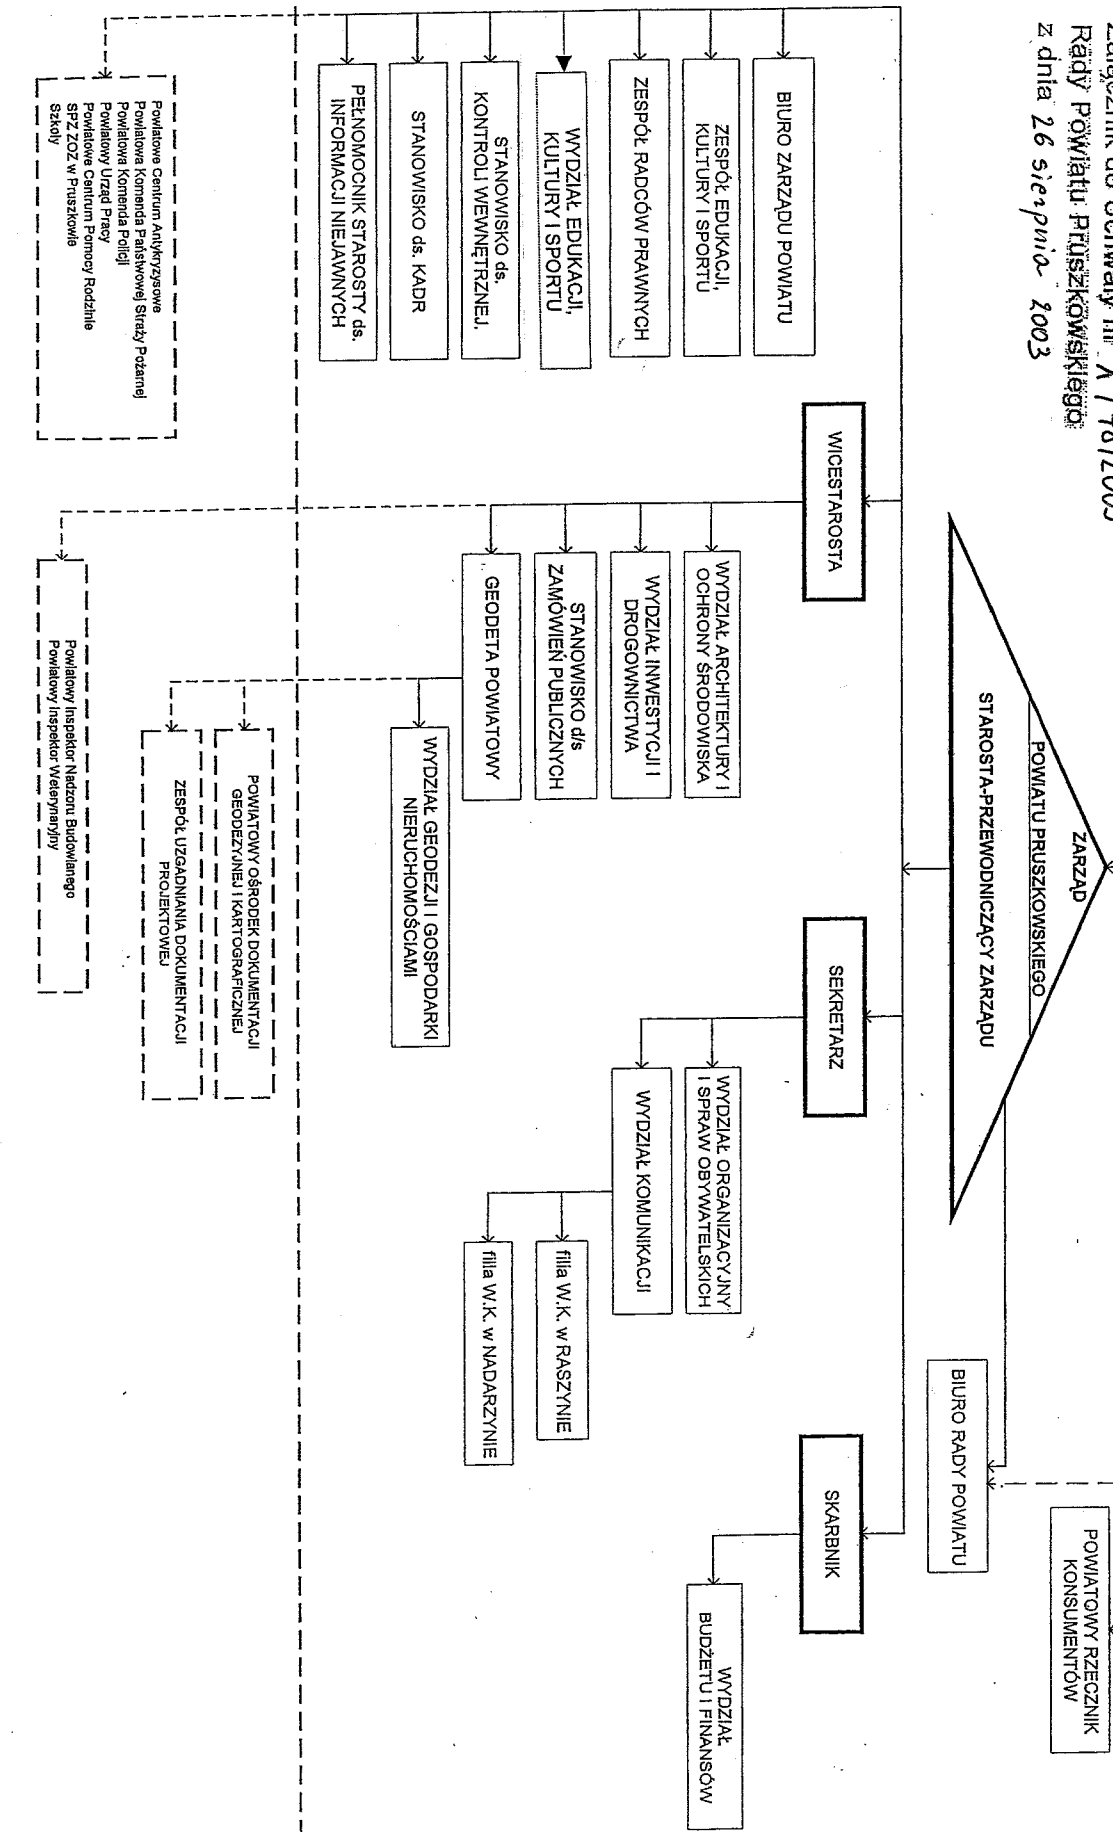 Załącznik do Uchwały nr X / 78/2003
Rady Powiatu Pruszkowskiego
z dnia 26 sierpnia 2003
ZARZĄD
POWIATU PRUSZKOWSKIEGO
STAROSTA-PRZEWODNICZĄCY ZARZĄDU
POWIATOWY RZECZNIK
KONSUMENTÓW
BIURO RADY POWIATU
WICESTAROSTA
SEKRETARZ
SKARBNIK
BIURO ZARZĄDU POWIATU
ZESPÓŁ EDUKACJI,
KULTURY I SPORTU
ZESPÓŁ RADCÓW PRAWNYCH
WYDZIAŁ EDUKACJI,
KULTURY I SPORTU
STANOWISKO ds.
KONTROLI WEWNĘTRZNEJ.
STANOWISKO ds. KADR
PEŁNOMOCNIK STAROSTY ds.
INFORMACJI NIEJAWNYCH
WYDZIAŁ ARCHITEKTURY I
OCHRONY ŚRODOWISKA
WYDZIAŁ INWESTYCJI I
DROGOWNICTWA
STANOWISKO d/s
ZAMÓWIEŃ PUBLICZNYCH
GEODETA POWIATOWY
WYDZIAŁ GEODEZJI I GOSPODARKI
NIERUCHOMOŚCIAMI
WYDZIAŁ ORGANIZACYJNY
I SPRAW OBYWATELSKICH
WYDZIAŁ KOMUNIKACJI
filia W.K. w RASZYNIE
filia W.K. w NADARZYNIE
WYDZIAŁ
BUDŻETU I FINANSÓW
POWIATOWY OŚRODEK DOKUMENTACJI
GEODEZYJNEJ I KARTOGRAFICZNEJ
ZESPÓŁ UZGADNIANIA DOKUMENTACJI
PROJEKTOWEJ
Powiatowe Centrum Antykryzysowe
Powiatowa Komenda Państwowej Straży Pożarnej
Powiatowa Komenda Policji
Powiatowy Urząd Pracy
Powiatowe Centrum Pomocy Rodzinie
SPZ ZOZ w Pruszkowie
Szkoły
Powiatowy Inspektor Nadzoru Budowlanego
Powiatowy Inspektor Weterynaryjny